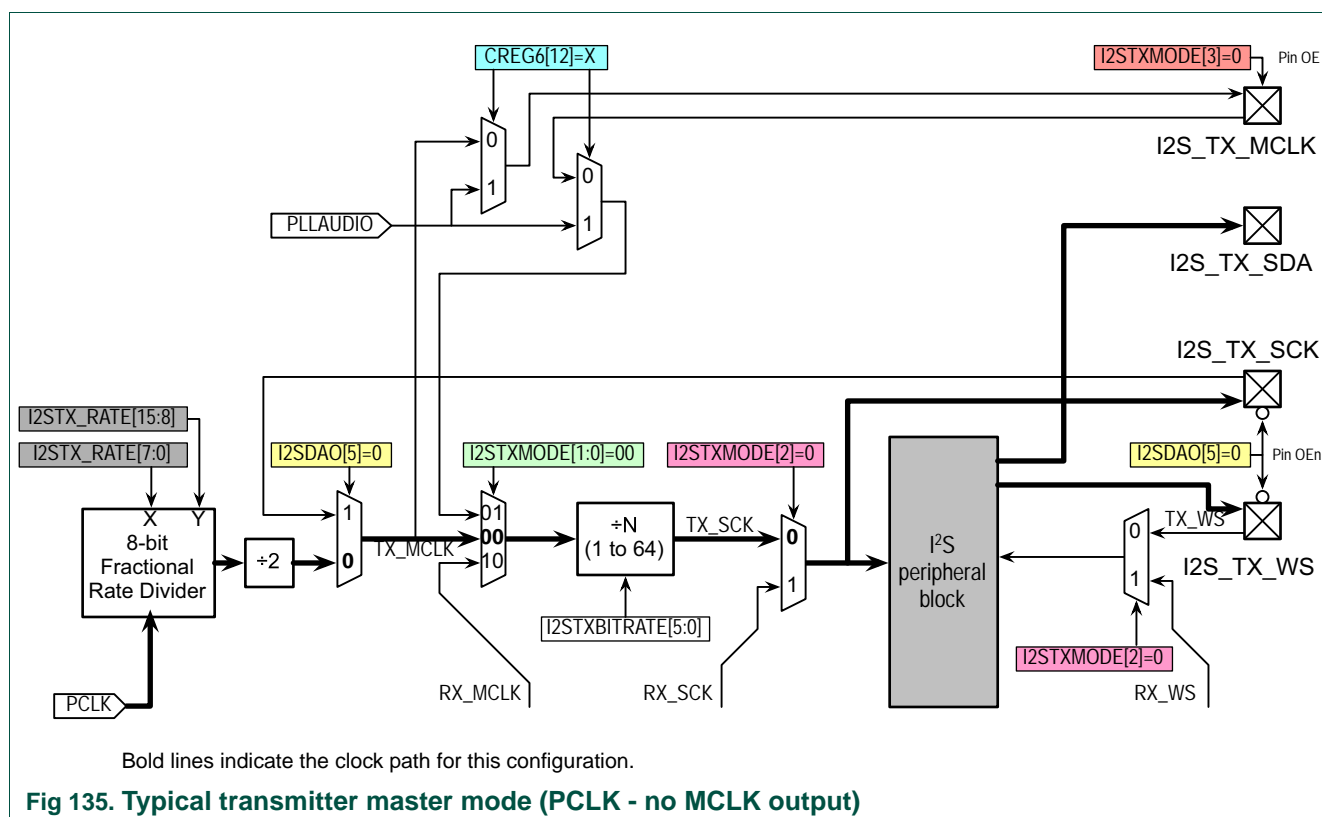 CREG6[12]=X
I2STXMODE[3]=0
Pin OE
0
1
0
1
I2S_TX_MCLK
PLLAUDIO
I2S_TX_SDA
I2S_TX_SCK
I2STX_RATE[15:8]
I2STX_RATE[7:0]
I2SDAO[5]=0
I2STXMODE[1:0]=00
I2STXMODE[2]=0
I2SDAO[5]=0
Pin OEn
X
Y
8-bit
Fractional
Rate Divider
÷2
1
0
TX_MCLK
01
00
10
÷N
(1 to 64)
TX_SCK
0
1
I²S
peripheral
block
0
1
TX_WS
I2S_TX_WS
I2STXBITRATE[5:0]
I2STXMODE[2]=0
PCLK
RX_MCLK
RX_SCK
RX_WS
Bold lines indicate the clock path for this configuration.
Fig 135. Typical transmitter master mode (PCLK - no MCLK output)